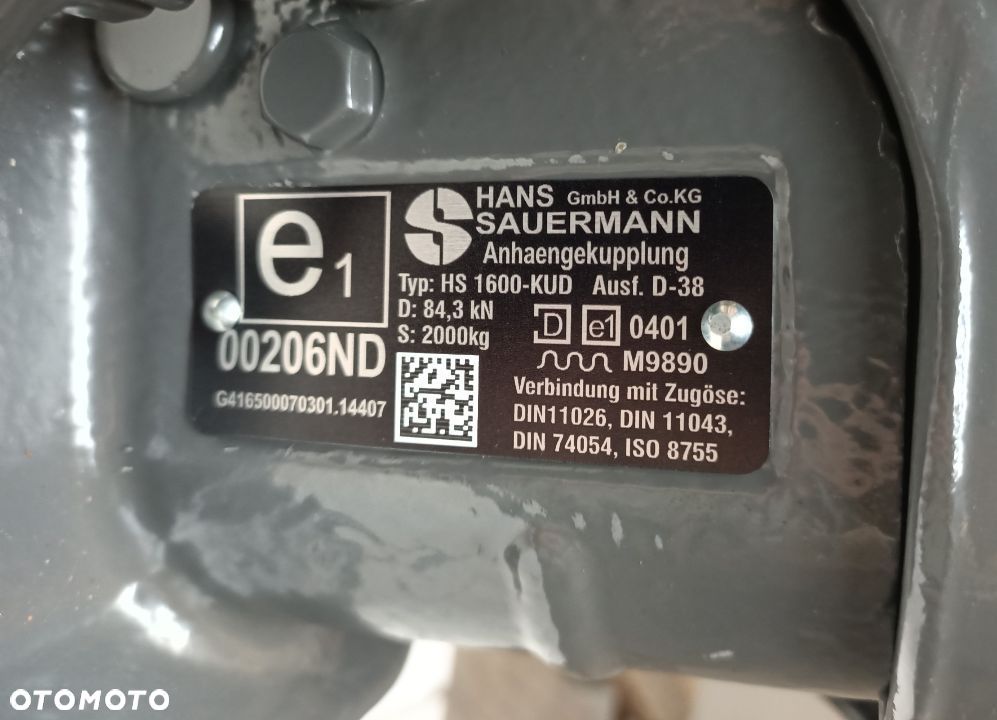 e1
00206ND
G416500070301.14407
HANS GmbH & Co.KG
SAUERMANN
Anhaengekupplung
Typ: HS 1600-KUD Ausf. D-38
D: 84,3 kN
S: 2000kg
D e1 0401
M9890
Verbindung mit Zugöse:
DIN11026, DIN 11043,
DIN 74054, ISO 8755
OTOMOTO